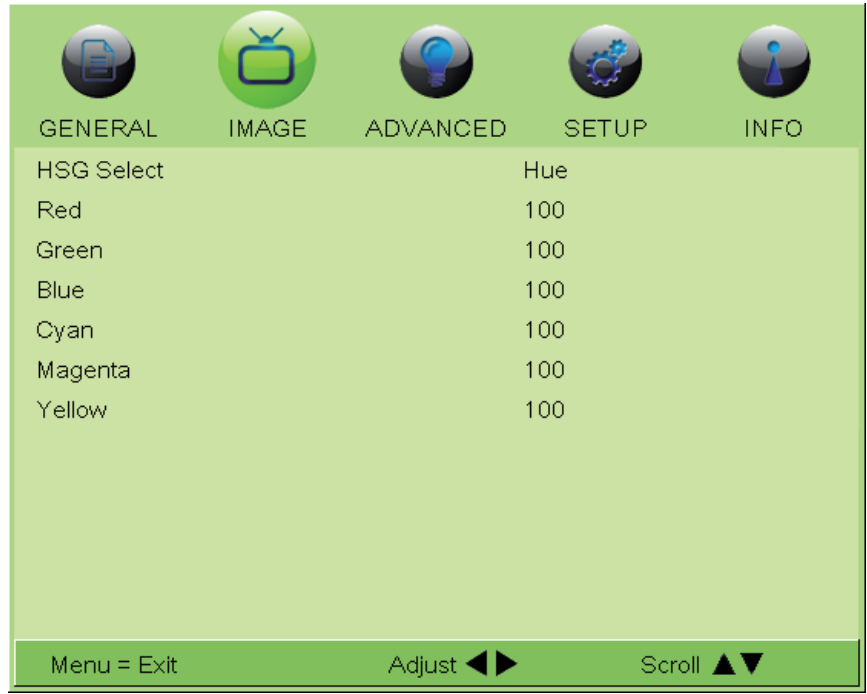 GENERAL IMAGE ADVANCED SETUP INFO
HSG Select Hue
Red 100
Green 100
Blue 100
Cyan 100
Magenta 100
Yellow 100
Menu = Exit Adjust ◀▶ Scroll ▲▼